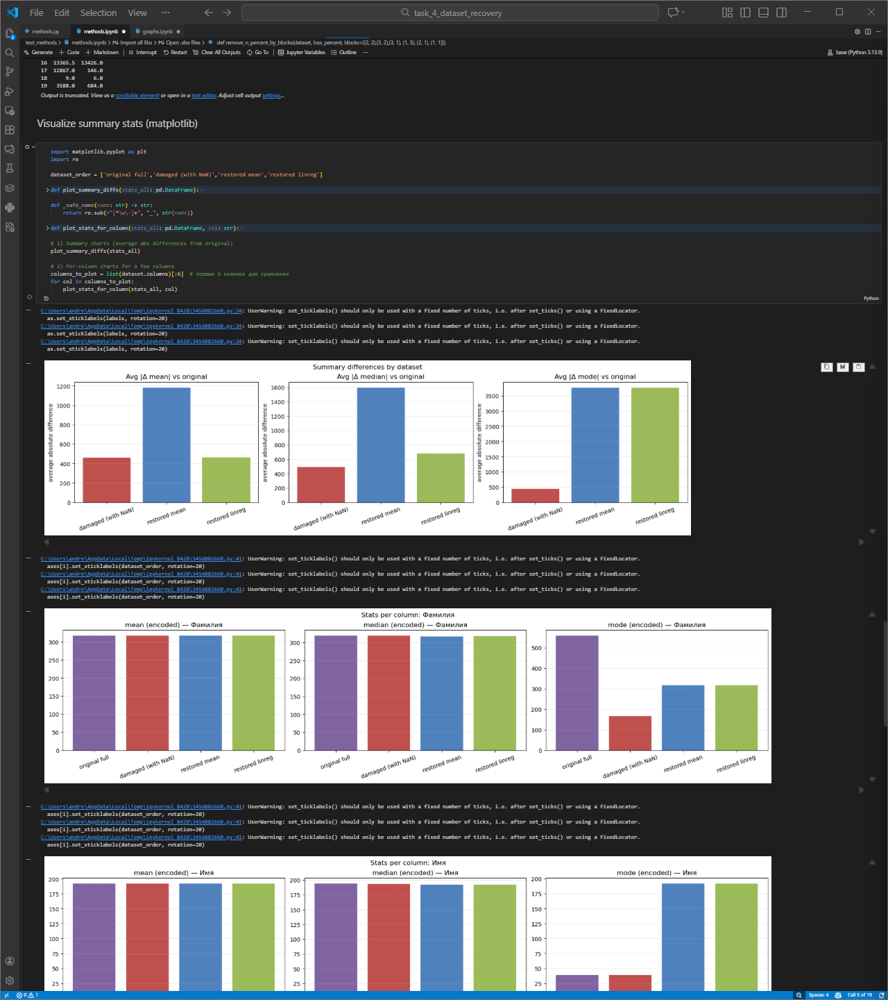 File Edit Selection View ··· task_4_dataset_recovery
methods.py methods.ipynb graphs.ipynb
test_methods > methods.ipynb > M↓ Import all libs > M↓ Open .xlsx files > def remove_n_percent_by_blocks(dataset, loss_percent, blocks=[(2, 2),(3, 2),(3, 1), (1, 3), (2, 1), (1, 1)]):
Generate + Code + Markdown Interrupt Restart Clear All Outputs Go To Jupyter Variables Outline ··· base (Python 3.13.9)
16 13365.5 13426.0
17 12867.0 146.0
18 9.0 6.0
19 3588.0 684.0
Output is truncated. View as a scrollable element or open in a text editor. Adjust cell output settings...
Visualize summary stats (matplotlib)
import matplotlib.pyplot as plt
import re
dataset_order = ['original full','damaged (with NaN)','restored mean','restored linreg']
def plot_summary_diffs(stats_all: pd.DataFrame):···
def _safe_name(name: str) -> str:
return re.sub(r"[^\w\-]+", "_", str(name))
def plot_stats_for_column(stats_all: pd.DataFrame, col: str):···
# 1) Summary charts (average abs differences from original)
plot_summary_diffs(stats_all)
# 2) Per-column charts for a few columns
columns_to_plot = list(dataset.columns)[:6] # первые 6 колонок для сравнения
for col in columns_to_plot:
plot_stats_for_column(stats_all, col)
Python
C:\Users\andre\AppData\Local\Temp\ipykernel_8428\3456082660.py:24: UserWarning: set_ticklabels() should only be used with a fixed number of ticks, i.e. after set_ticks() or using a FixedLocator.
ax.set_xticklabels(labels, rotation=20)
C:\Users\andre\AppData\Local\Temp\ipykernel_8428\3456082660.py:24: UserWarning: set_ticklabels() should only be used with a fixed number of ticks, i.e. after set_ticks() or using a FixedLocator.
ax.set_xticklabels(labels, rotation=20)
C:\Users\andre\AppData\Local\Temp\ipykernel_8428\3456082660.py:24: UserWarning: set_ticklabels() should only be used with a fixed number of ticks, i.e. after set_ticks() or using a FixedLocator.
ax.set_xticklabels(labels, rotation=20)
Summary differences by dataset
Avg |Δ mean| vs original
average absolute difference
1200
1000
800
600
400
200
0
damaged (with NaN) restored mean restored linreg
Avg |Δ median| vs original
average absolute difference
1600
1400
1200
1000
800
600
400
200
0
damaged (with NaN) restored mean restored linreg
Avg |Δ mode| vs original
average absolute difference
3500
3000
2500
2000
1500
1000
500
0
damaged (with NaN) restored mean restored linreg
C:\Users\andre\AppData\Local\Temp\ipykernel_8428\3456082660.py:41: UserWarning: set_ticklabels() should only be used with a fixed number of ticks, i.e. after set_ticks() or using a FixedLocator.
axes[i].set_xticklabels(dataset_order, rotation=20)
C:\Users\andre\AppData\Local\Temp\ipykernel_8428\3456082660.py:41: UserWarning: set_ticklabels() should only be used with a fixed number of ticks, i.e. after set_ticks() or using a FixedLocator.
axes[i].set_xticklabels(dataset_order, rotation=20)
C:\Users\andre\AppData\Local\Temp\ipykernel_8428\3456082660.py:41: UserWarning: set_ticklabels() should only be used with a fixed number of ticks, i.e. after set_ticks() or using a FixedLocator.
axes[i].set_xticklabels(dataset_order, rotation=20)
Stats per column: Фамилия
mean (encoded) — Фамилия
300
250
200
150
100
50
0
original full damaged (with NaN) restored mean restored linreg
median (encoded) — Фамилия
300
250
200
150
100
50
0
original full damaged (with NaN) restored mean restored linreg
mode (encoded) — Фамилия
500
400
300
200
100
0
original full damaged (with NaN) restored mean restored linreg
C:\Users\andre\AppData\Local\Temp\ipykernel_8428\3456082660.py:41: UserWarning: set_ticklabels() should only be used with a fixed number of ticks, i.e. after set_ticks() or using a FixedLocator.
axes[i].set_xticklabels(dataset_order, rotation=20)
C:\Users\andre\AppData\Local\Temp\ipykernel_8428\3456082660.py:41: UserWarning: set_ticklabels() should only be used with a fixed number of ticks, i.e. after set_ticks() or using a FixedLocator.
axes[i].set_xticklabels(dataset_order, rotation=20)
C:\Users\andre\AppData\Local\Temp\ipykernel_8428\3456082660.py:41: UserWarning: set_ticklabels() should only be used with a fixed number of ticks, i.e. after set_ticks() or using a FixedLocator.
axes[i].set_xticklabels(dataset_order, rotation=20)
Stats per column: Имя
mean (encoded) — Имя
200
175
150
125
100
75
50
25
median (encoded) — Имя
200
175
150
125
100
75
50
25
mode (encoded) — Имя
200
175
150
125
100
75
50
25
0 1 Spaces: 4 Cell 5 of 19